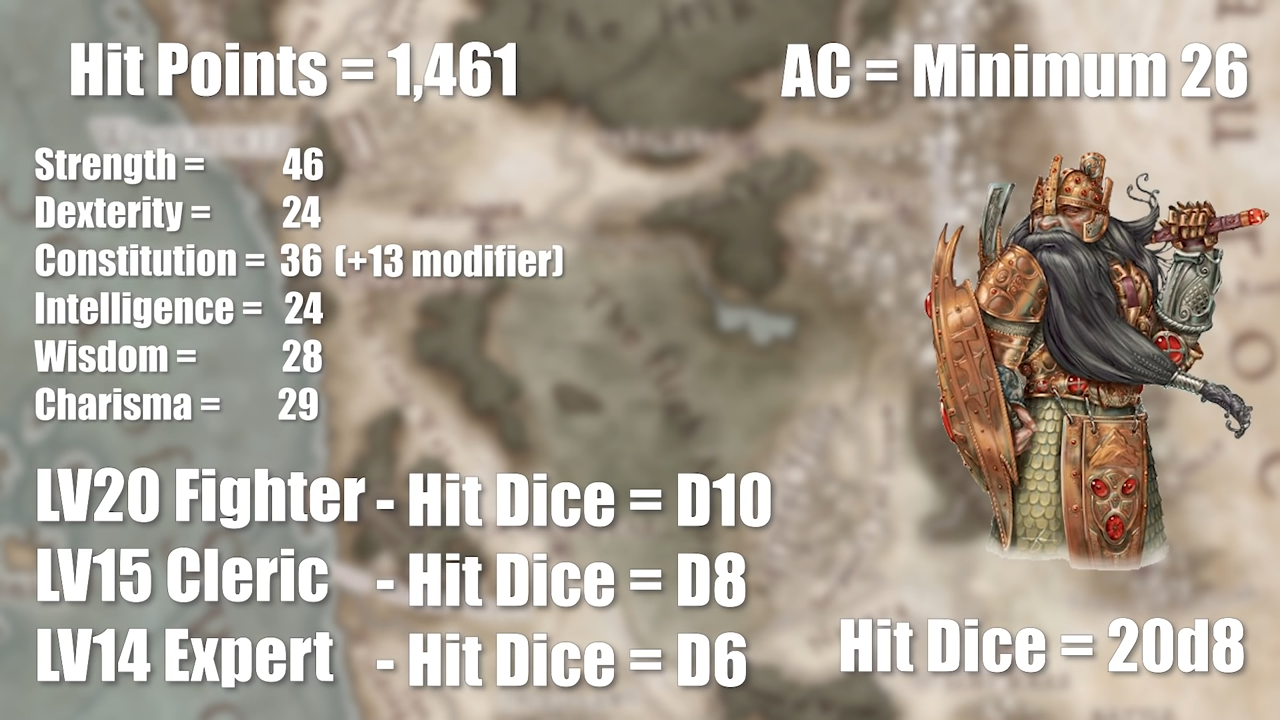 Hit Points = 1,461
AC = Minimum 26
Strength = 46
Dexterity = 24
Constitution = 36 (+13 modifier)
Intelligence = 24
Wisdom = 28
Charisma = 29
LV20 Fighter - Hit Dice = D10
LV15 Cleric - Hit Dice = D8
LV14 Expert - Hit Dice = D6
Hit Dice = 20d8